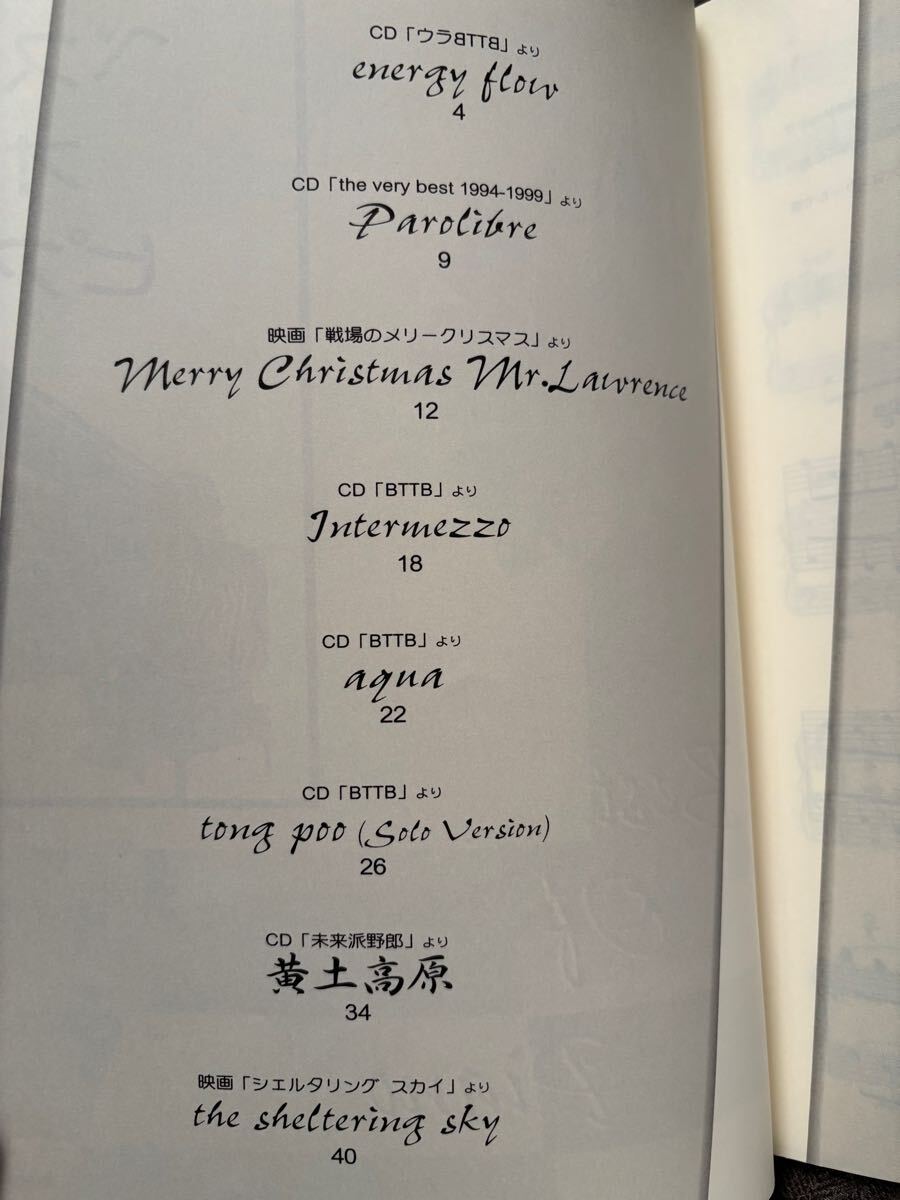 CD「ウラBTTB」より
energy flow
4
CD「the very best 1994-1999」より
Parolibre
9
映画「戦場のメリークリスマス」より
Merry Christmas Mr.Lawrence
12
CD「BTTB」より
Intermezzo
18
CD「BTTB」より
aqua
22
CD「BTTB」より
tong poo (Solo Version)
26
CD「未来派野郎」より
黄土高原
34
映画「シェルタリング スカイ」より
the sheltering sky
40